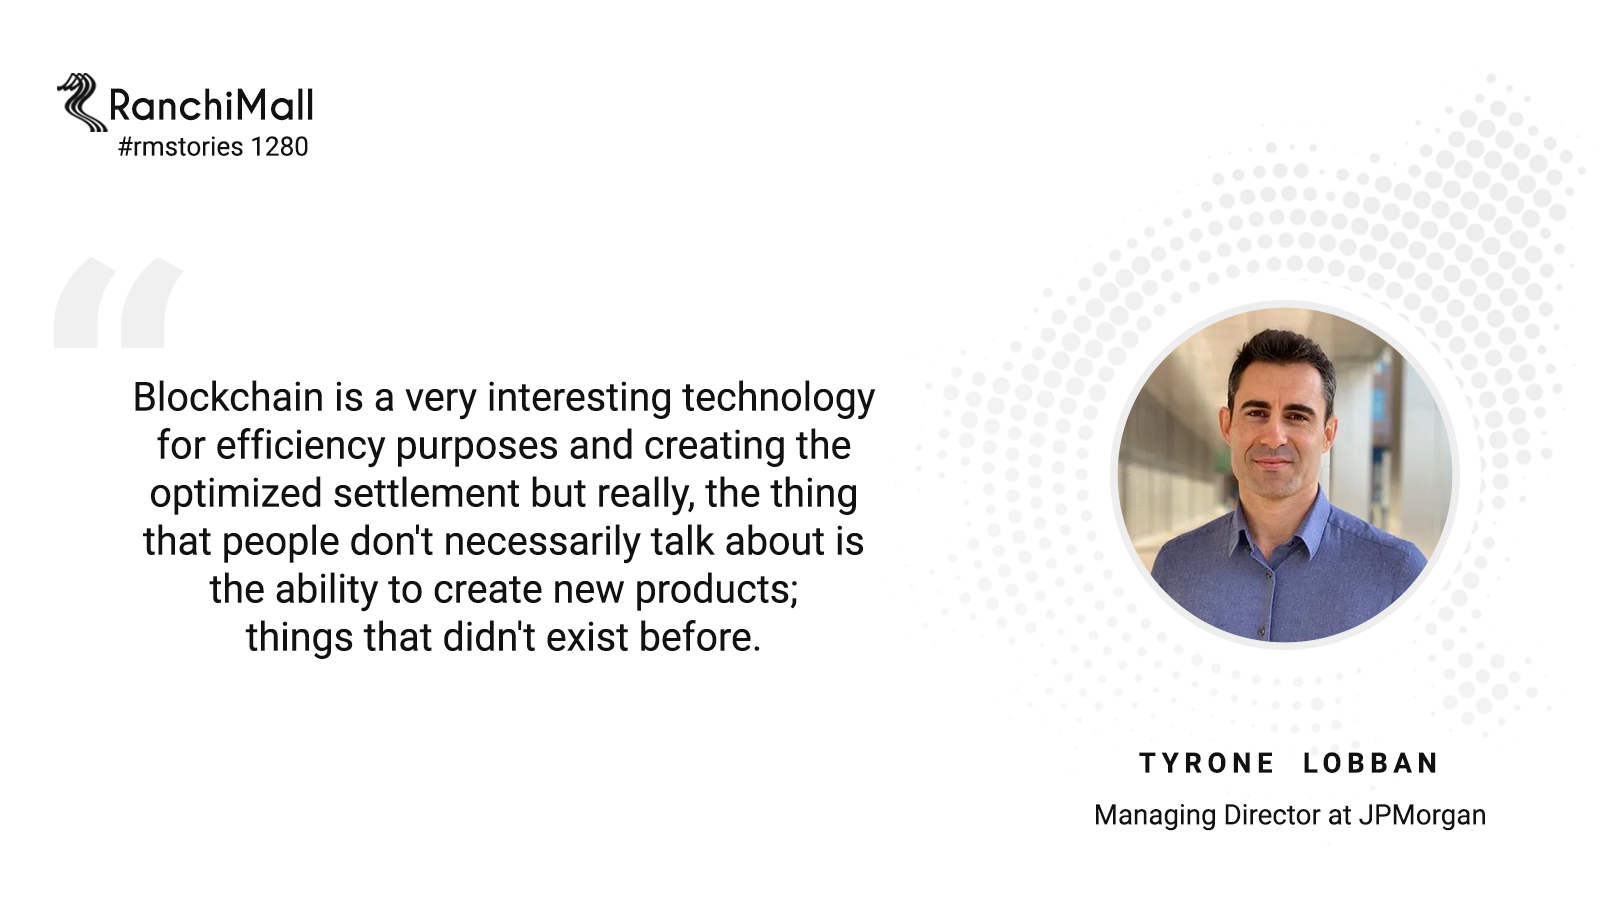 RanchiMall
#rmstories 1280
“
Blockchain is a very interesting technology
for efficiency purposes and creating the
optimized settlement but really, the thing
that people don't necessarily talk about is
the ability to create new products;
things that didn't exist before.
TYRONE LOBBAN
Managing Director at JPMorgan